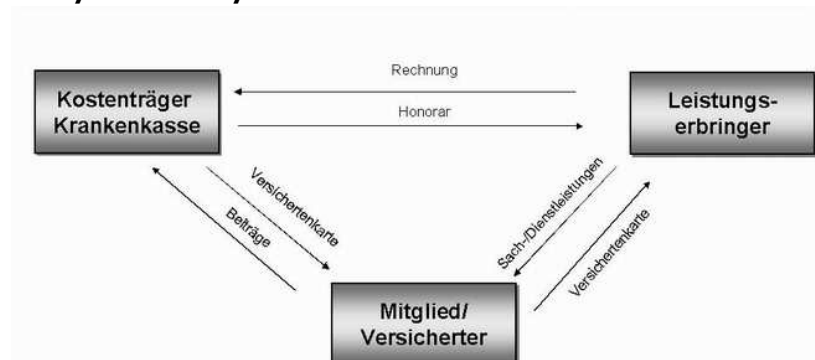 Rechnung
Kostenträger
Krankenkasse
Leistungs-
erbringer
Honorar
Versichertenkarte
Beiträge
Sach-/Dienstleistungen
Versichertenkarte
Mitglied/
Versicherter